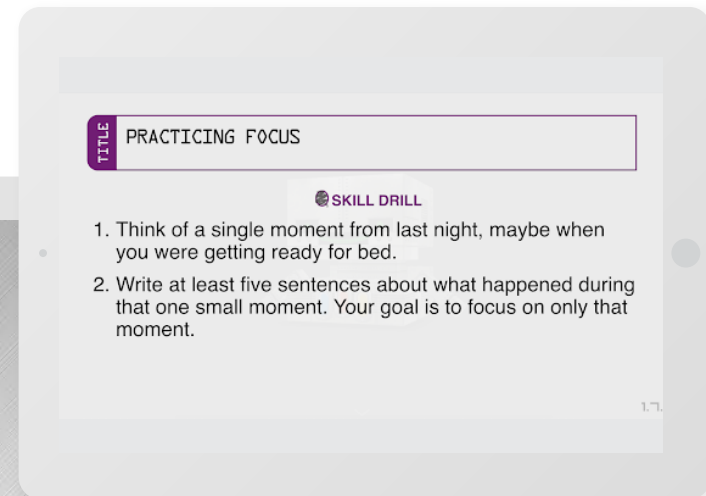 TITLE
PRACTICING FOCUS
SKILL DRILL
1. Think of a single moment from last night, maybe when
you were getting ready for bed.
2. Write at least five sentences about what happened during
that one small moment. Your goal is to focus on only that
moment.